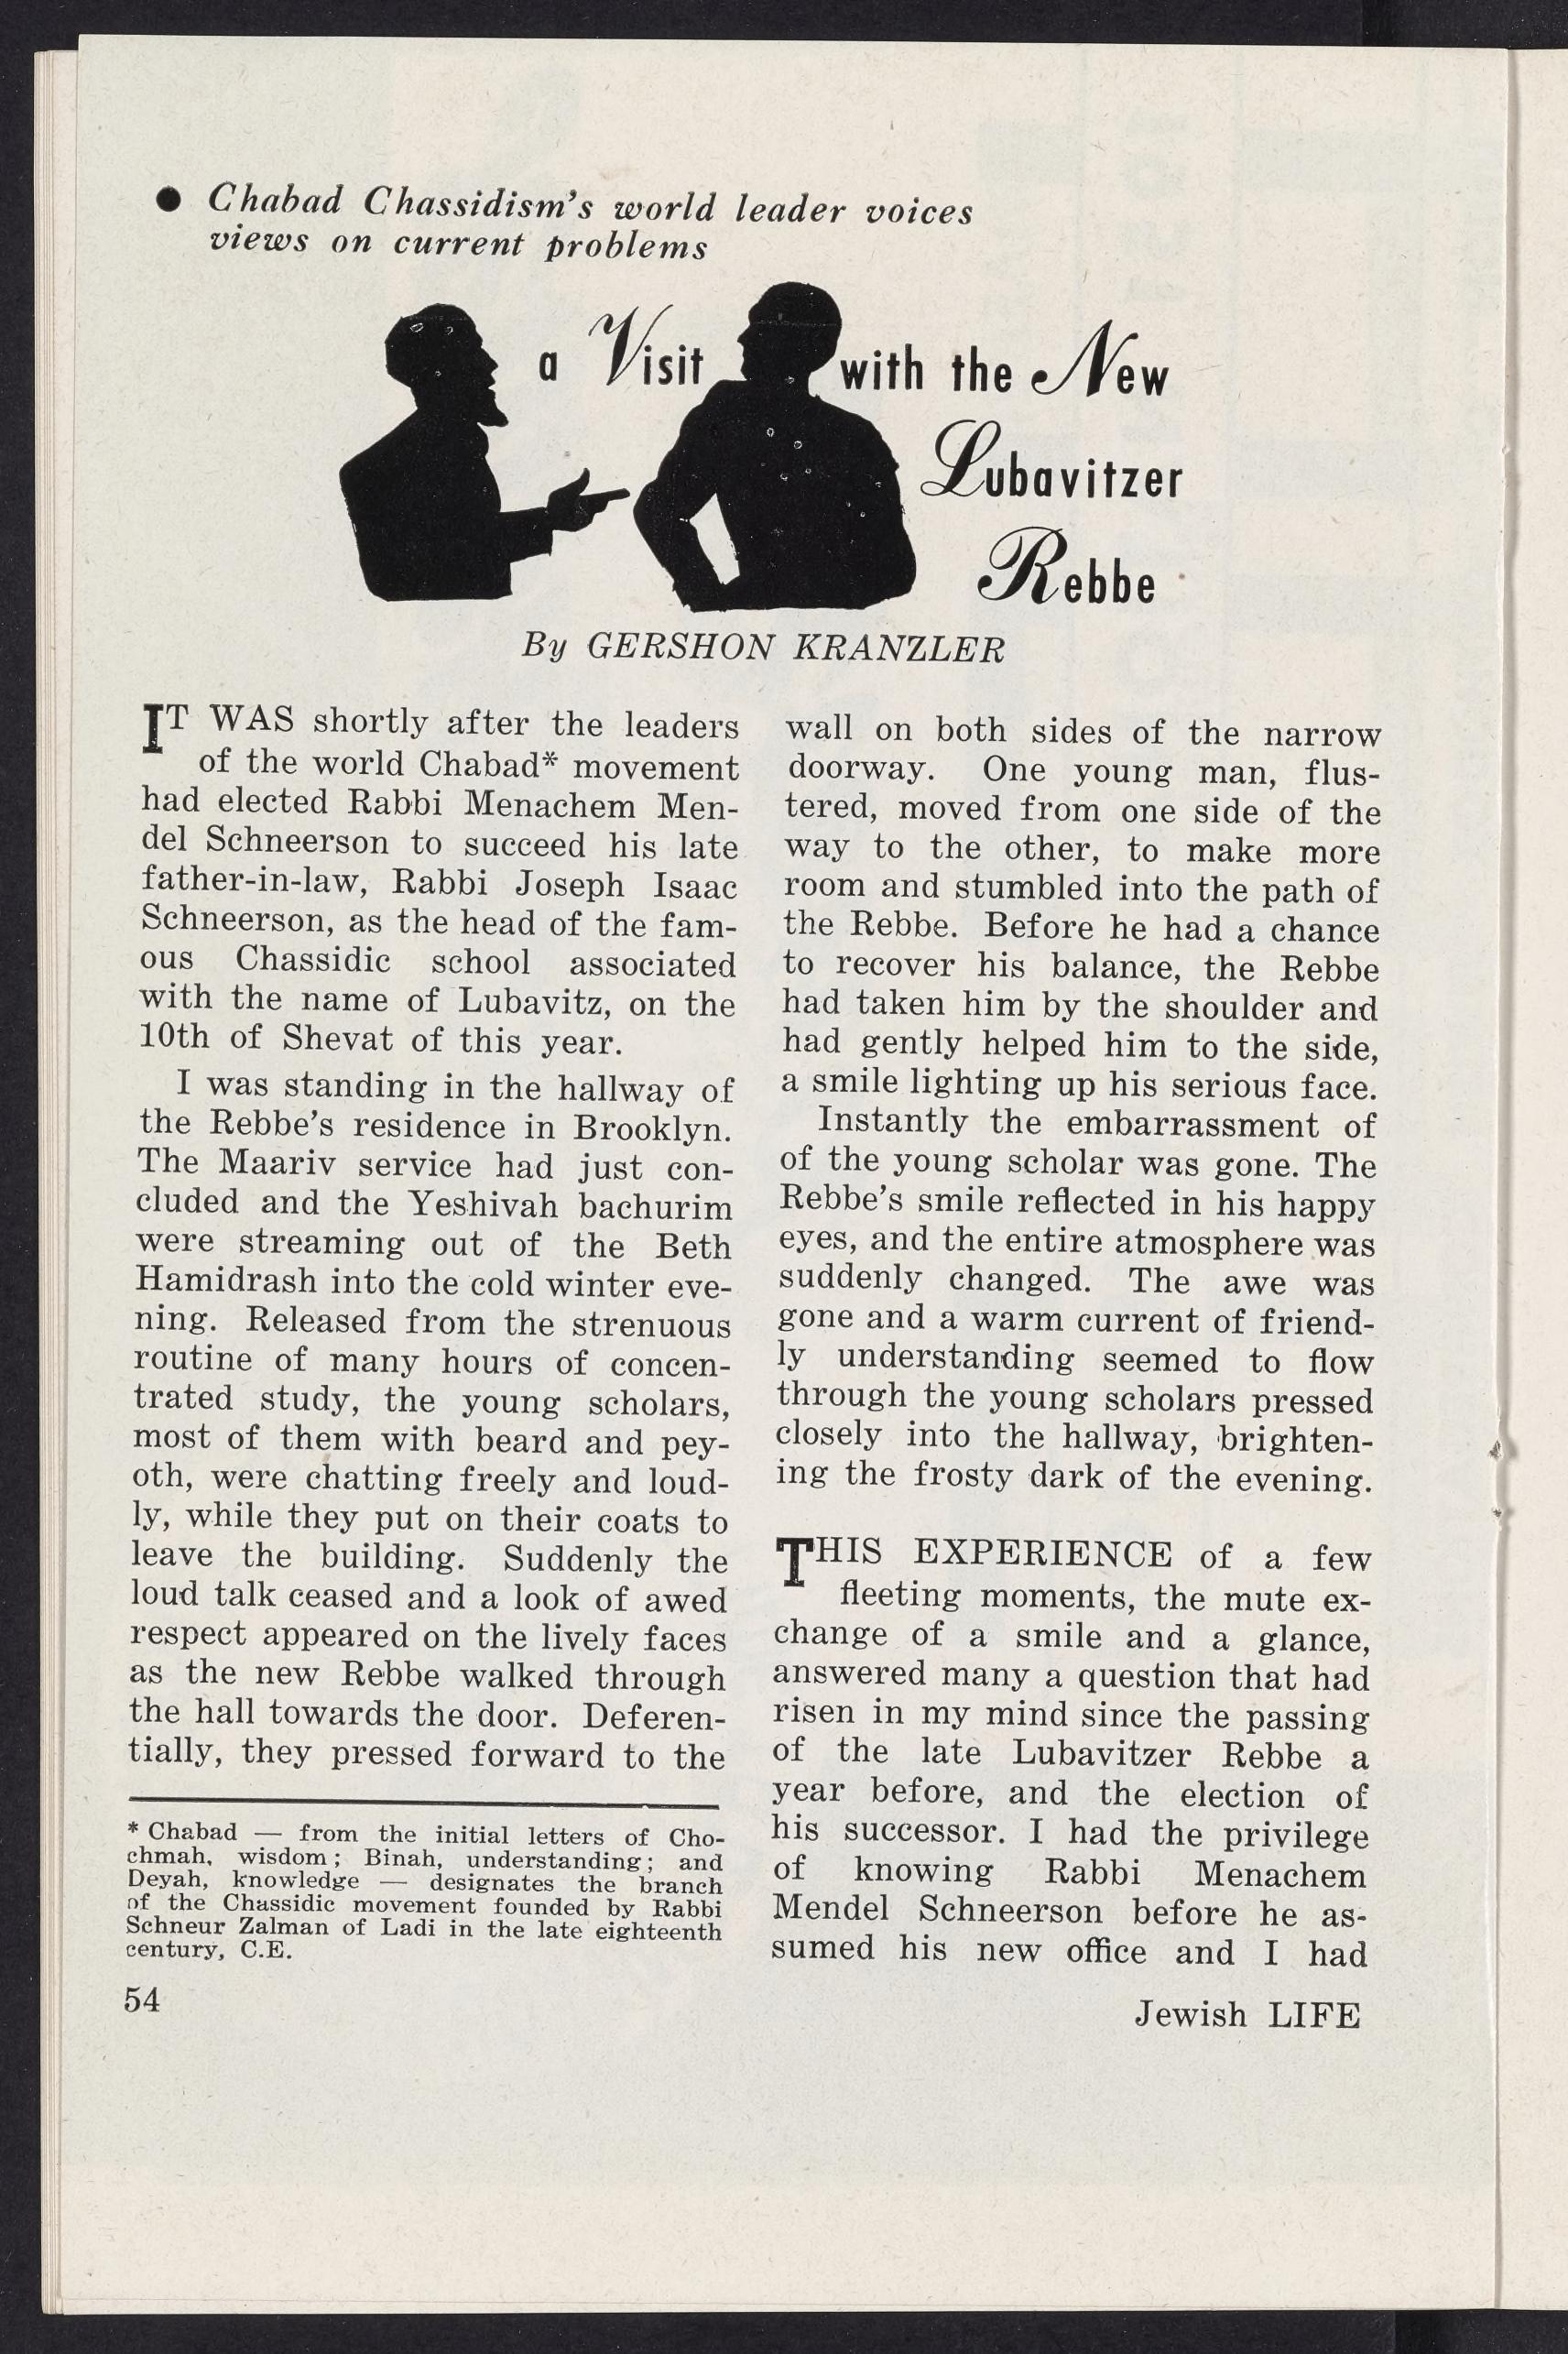 ● Chabad Chassidism's world leader voices
views on current problems
a Visit with the New
Lubavitzer
Rebbe
By GERSHON KRANZLER
IT WAS shortly after the leaders
of the world Chabad* movement
had elected Rabbi Menachem Men-
del Schneerson to succeed his late
father-in-law, Rabbi Joseph Isaac
Schneerson, as the head of the fam-
ous Chassidic school associated
with the name of Lubavitz, on the
10th of Shevat of this year.
I was standing in the hallway of
the Rebbe's residence in Brooklyn.
The Maariv service had just con-
cluded and the Yeshivah bachurim
were streaming out of the Beth
Hamidrash into the cold winter eve-
ning. Released from the strenuous
routine of many hours of concen-
trated study, the young scholars,
most of them with beard and pey-
oth, were chatting freely and loud-
ly, while they put on their coats to
leave the building. Suddenly the
loud talk ceased and a look of awed
respect appeared on the lively faces
as the new Rebbe walked through
the hall towards the door. Deferen-
tially, they pressed forward to the
* Chabad — from the initial letters of Cho-
chmah, wisdom; Binah, understanding; and
Deyah, knowledge — designates the branch
of the Chassidic movement founded by Rabbi
Schneur Zalman of Ladi in the late eighteenth
century, C.E.
wall on both sides of the narrow
doorway. One young man, flus-
tered, moved from one side of the
way to the other, to make more
room and stumbled into the path of
the Rebbe. Before he had a chance
to recover his balance, the Rebbe
had taken him by the shoulder and
had gently helped him to the side,
a smile lighting up his serious face.
Instantly the embarrassment of
of the young scholar was gone. The
Rebbe's smile reflected in his happy
eyes, and the entire atmosphere was
suddenly changed. The awe was
gone and a warm current of friend-
ly understanding seemed to flow
through the young scholars pressed
closely into the hallway, brighten-
ing the frosty dark of the evening.
THIS EXPERIENCE of a few
fleeting moments, the mute ex-
change of a smile and a glance,
answered many a question that had
risen in my mind since the passing
of the late Lubavitzer Rebbe a
year before, and the election of
his successor. I had the privilege
of knowing Rabbi Menachem
Mendel Schneerson before he as-
sumed his new office and I had
54
Jewish LIFE